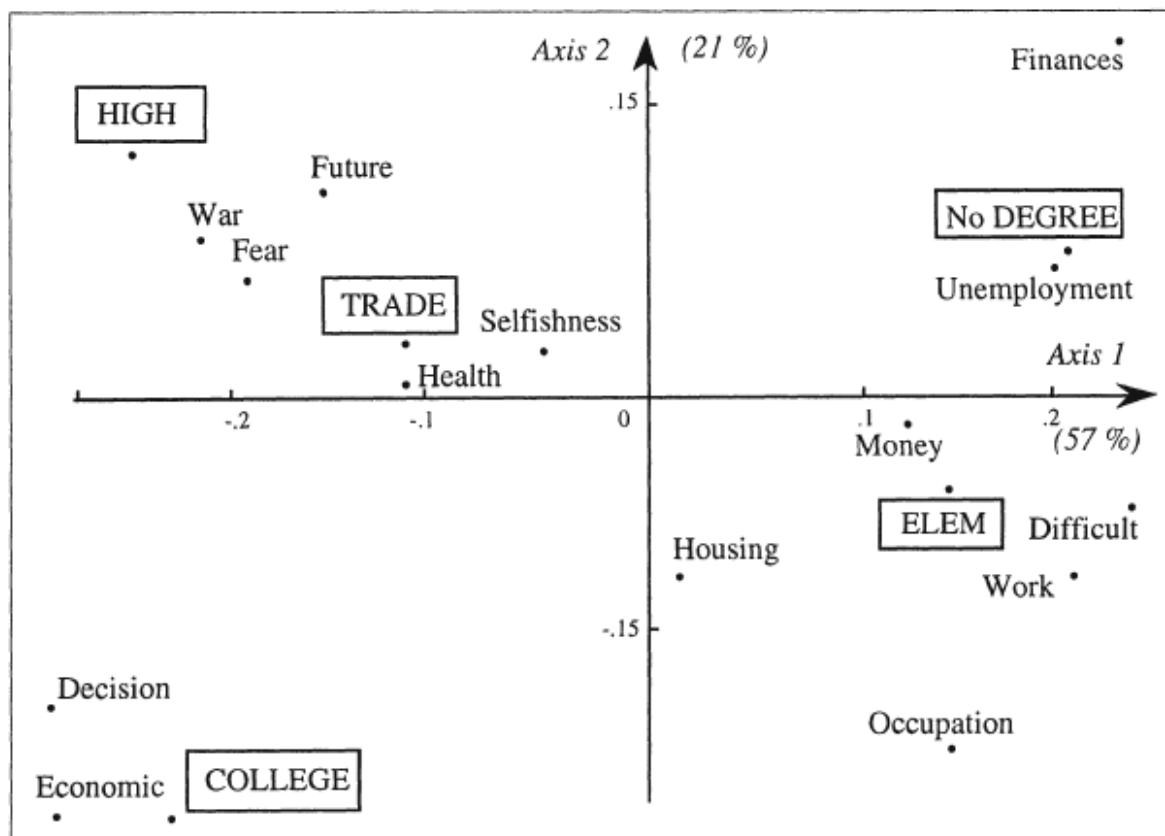 Axis 2 (21 %)
Finances
.15
HIGH
Future
War
Fear
No DEGREE
Unemployment
TRADE
Selfishness
Axis 1
Health
-.2 -.1 0 .1 .2
Money (57 %)
ELEM Difficult
Housing
Work
-.15
Decision
Occupation
Economic COLLEGE